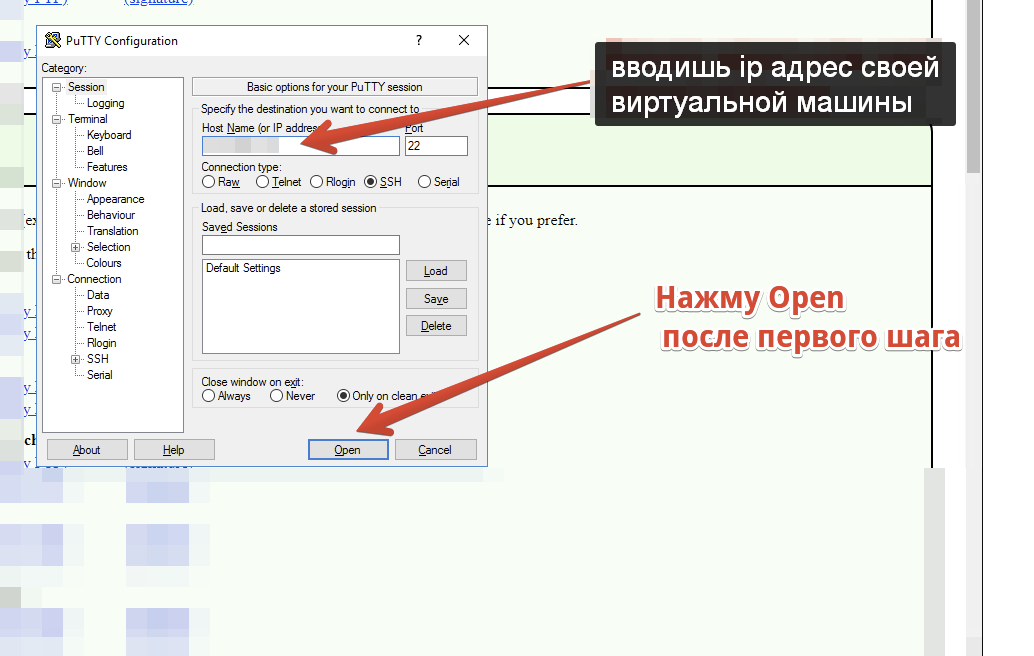 (signature)
PuTTY Configuration
?
Category:
Session
Logging
Terminal
Keyboard
Bell
Features
Window
Appearance
Behaviour
Translation
Selection
Colours
Connection
Data
Proxy
Telnet
Rlogin
SSH
Serial
Basic options for your PuTTY session
Specify the destination you want to connect to
Host Name (or IP address
Port
22
Connection type:
Raw Telnet Rlogin SSH Serial
Load, save or delete a stored session
Saved Sessions
Default Settings
Load
Save
Delete
Close window on exit:
Always Never Only on clean exit
About Help Open Cancel
вводишь ip адрес своей
виртуальной машины
if you prefer.
Нажму Open
после первого шага